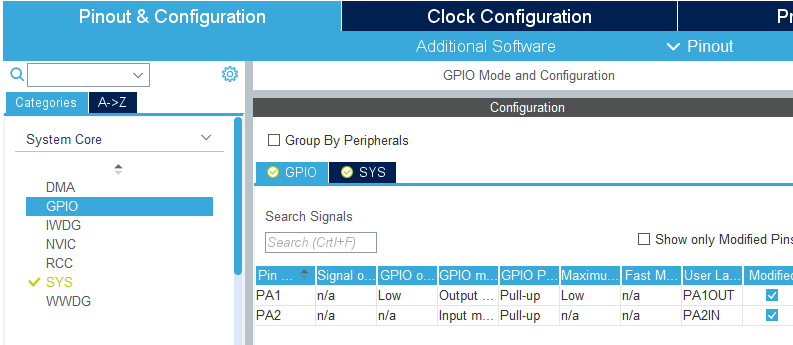 Pinout & Configuration Clock Configuration Pr
Additional Software Pinout
GPIO Mode and Configuration
Categories A->Z Configuration
System Core Group By Peripherals
GPIO SYS
DMA
GPIO
IWDG
NVIC
RCC
SYS
WWDG
Search Signals
Search (Crtl+F) Show only Modified Pins
Pin ... Signal o... GPIO o... GPIO m... GPIO P... Maximu... Fast M... User La... Modified
PA1 n/a Low Output ... Pull-up Low n/a PA1OUT
PA2 n/a n/a Input m... Pull-up n/a n/a PA2IN